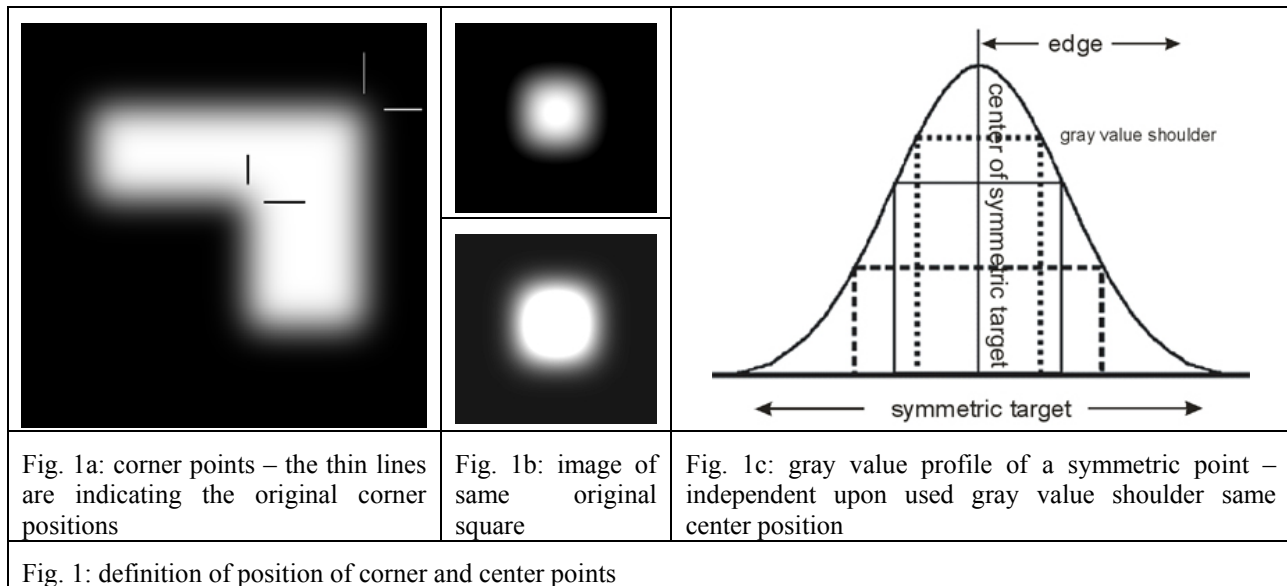 edge
gray value shoulder
center of symmetric target
symmetric target
Fig. 1a: corner points – the thin lines
are indicating the original corner
positions
Fig. 1b: image of
same original
square
Fig. 1c: gray value profile of a symmetric point –
independent upon used gray value shoulder same
center position
Fig. 1: definition of position of corner and center points